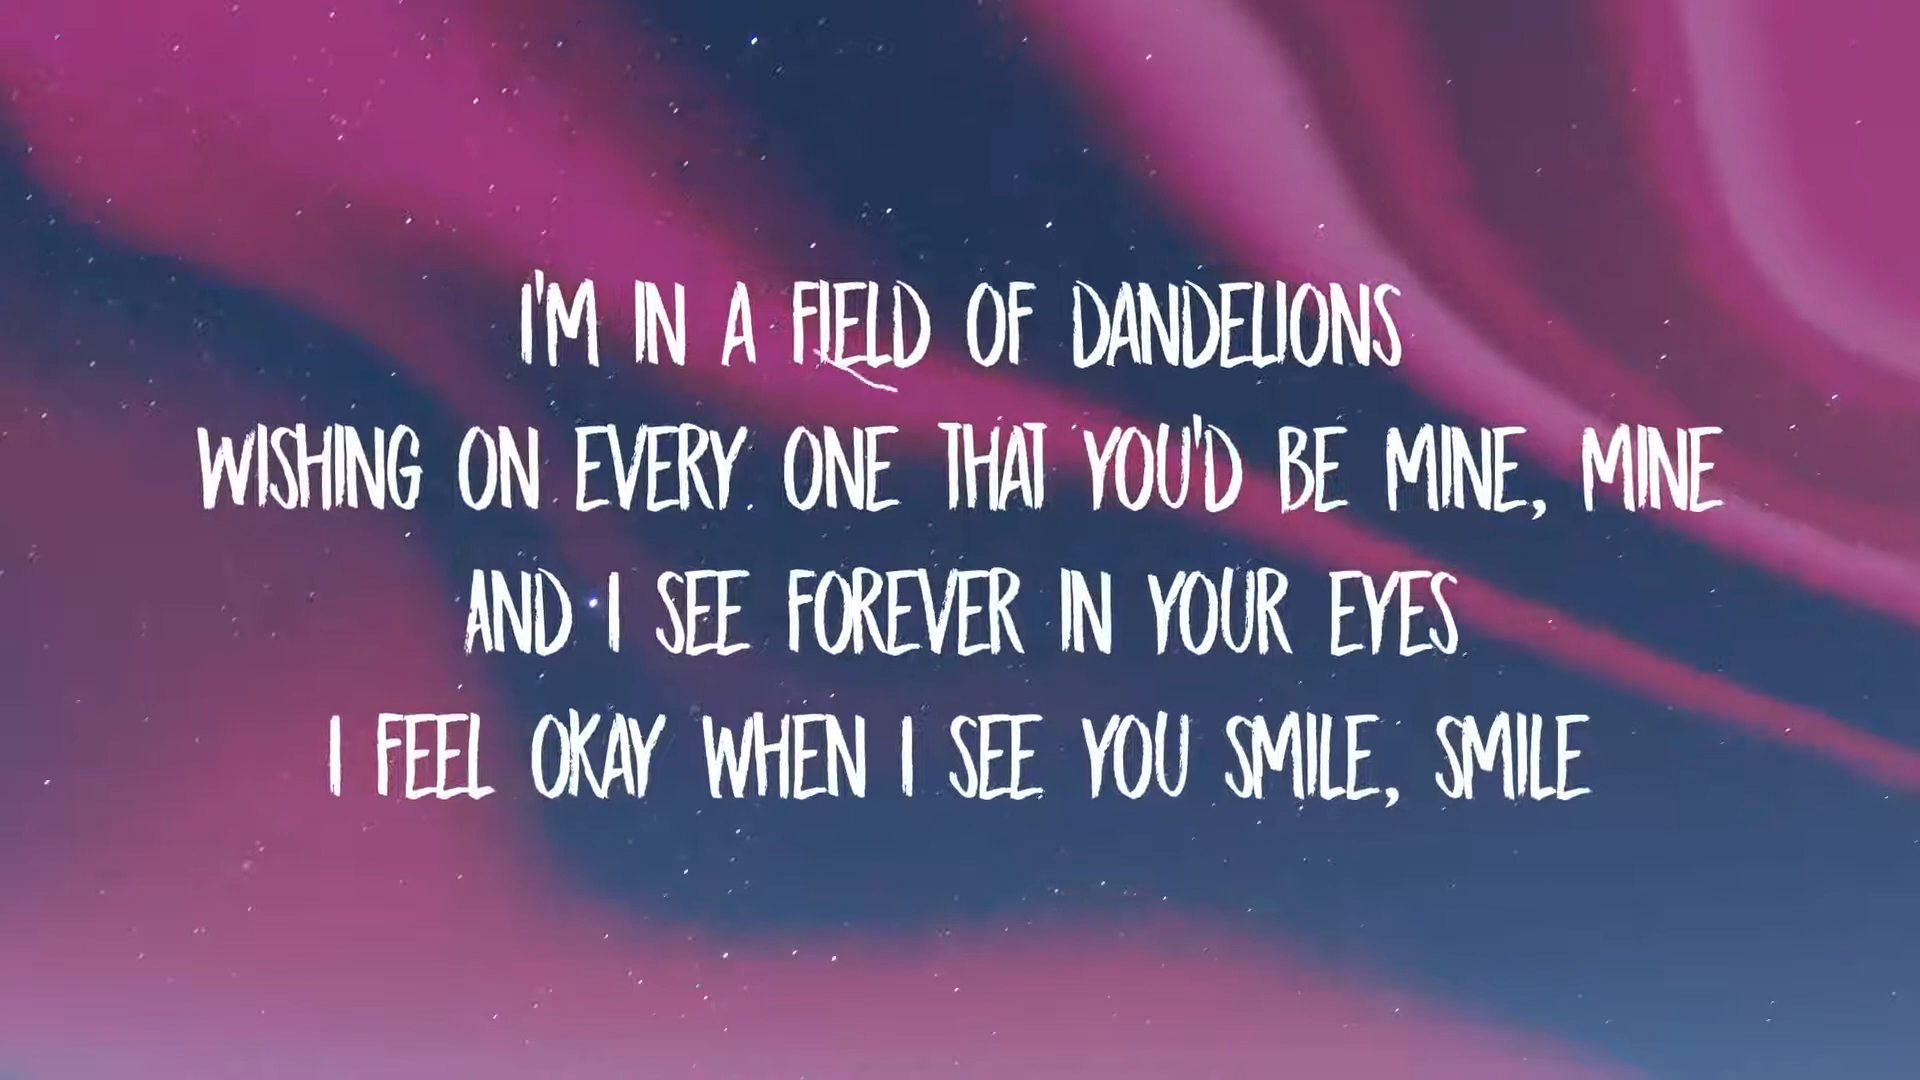 I'M IN A FIELD OF DANDELIONS
WISHING ON EVERY ONE THAT YOU'D BE MINE, MINE
AND I SEE FOREVER IN YOUR EYES
I FEEL OKAY WHEN I SEE YOU SMILE, SMILE